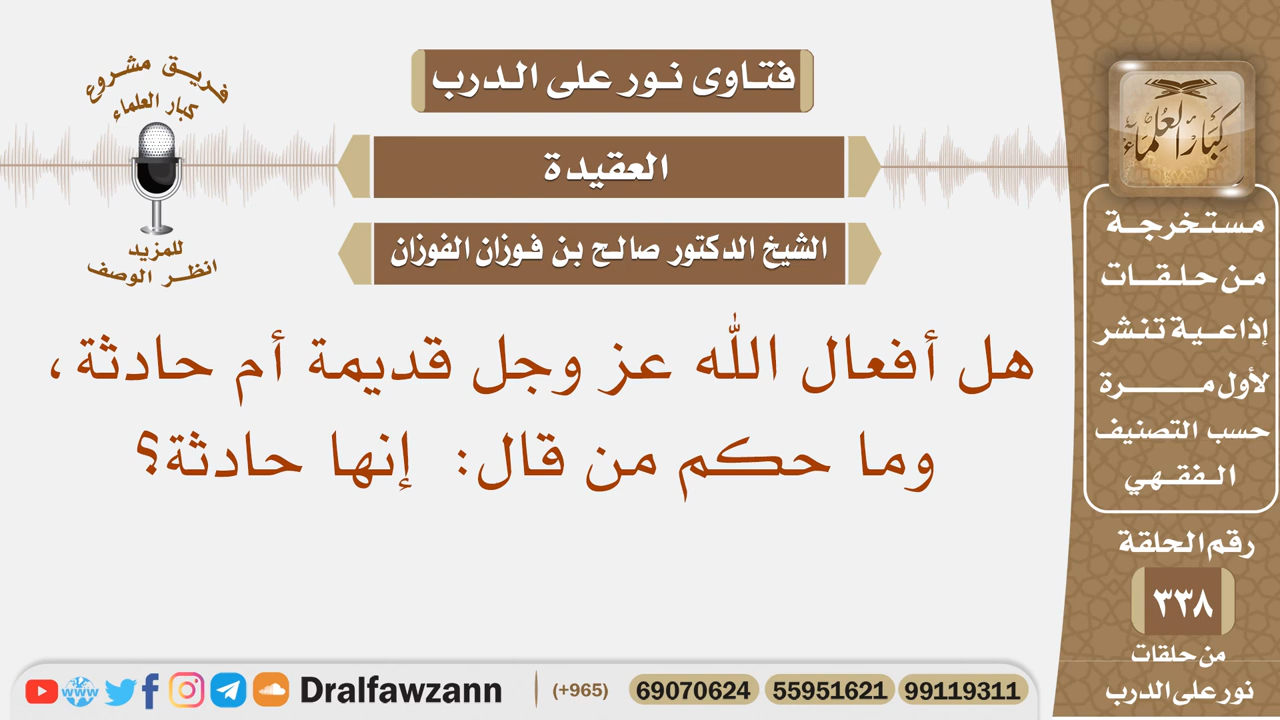 فتاوى نور على الدرب
العقيدة
الشيخ الدكتور صالح بن فوزان الفوزان
هل أفعال الله عز وجل قديمة أم حادثة،
وما حكم من قال: إنها حادثة؟
فريق مشروع
كبار العلماء
للمزيد
انظر الوصف
كبار العلماء
مستخرجة
من حلقات
إذاعية تنشر
لأول مرة
حسب التصنيف
الفقهي
رقم الحلقة
٣٣٨
من حلقات
نور على الدرب
www
Dralfawzann
(+965) 69070624 55951621 99119311